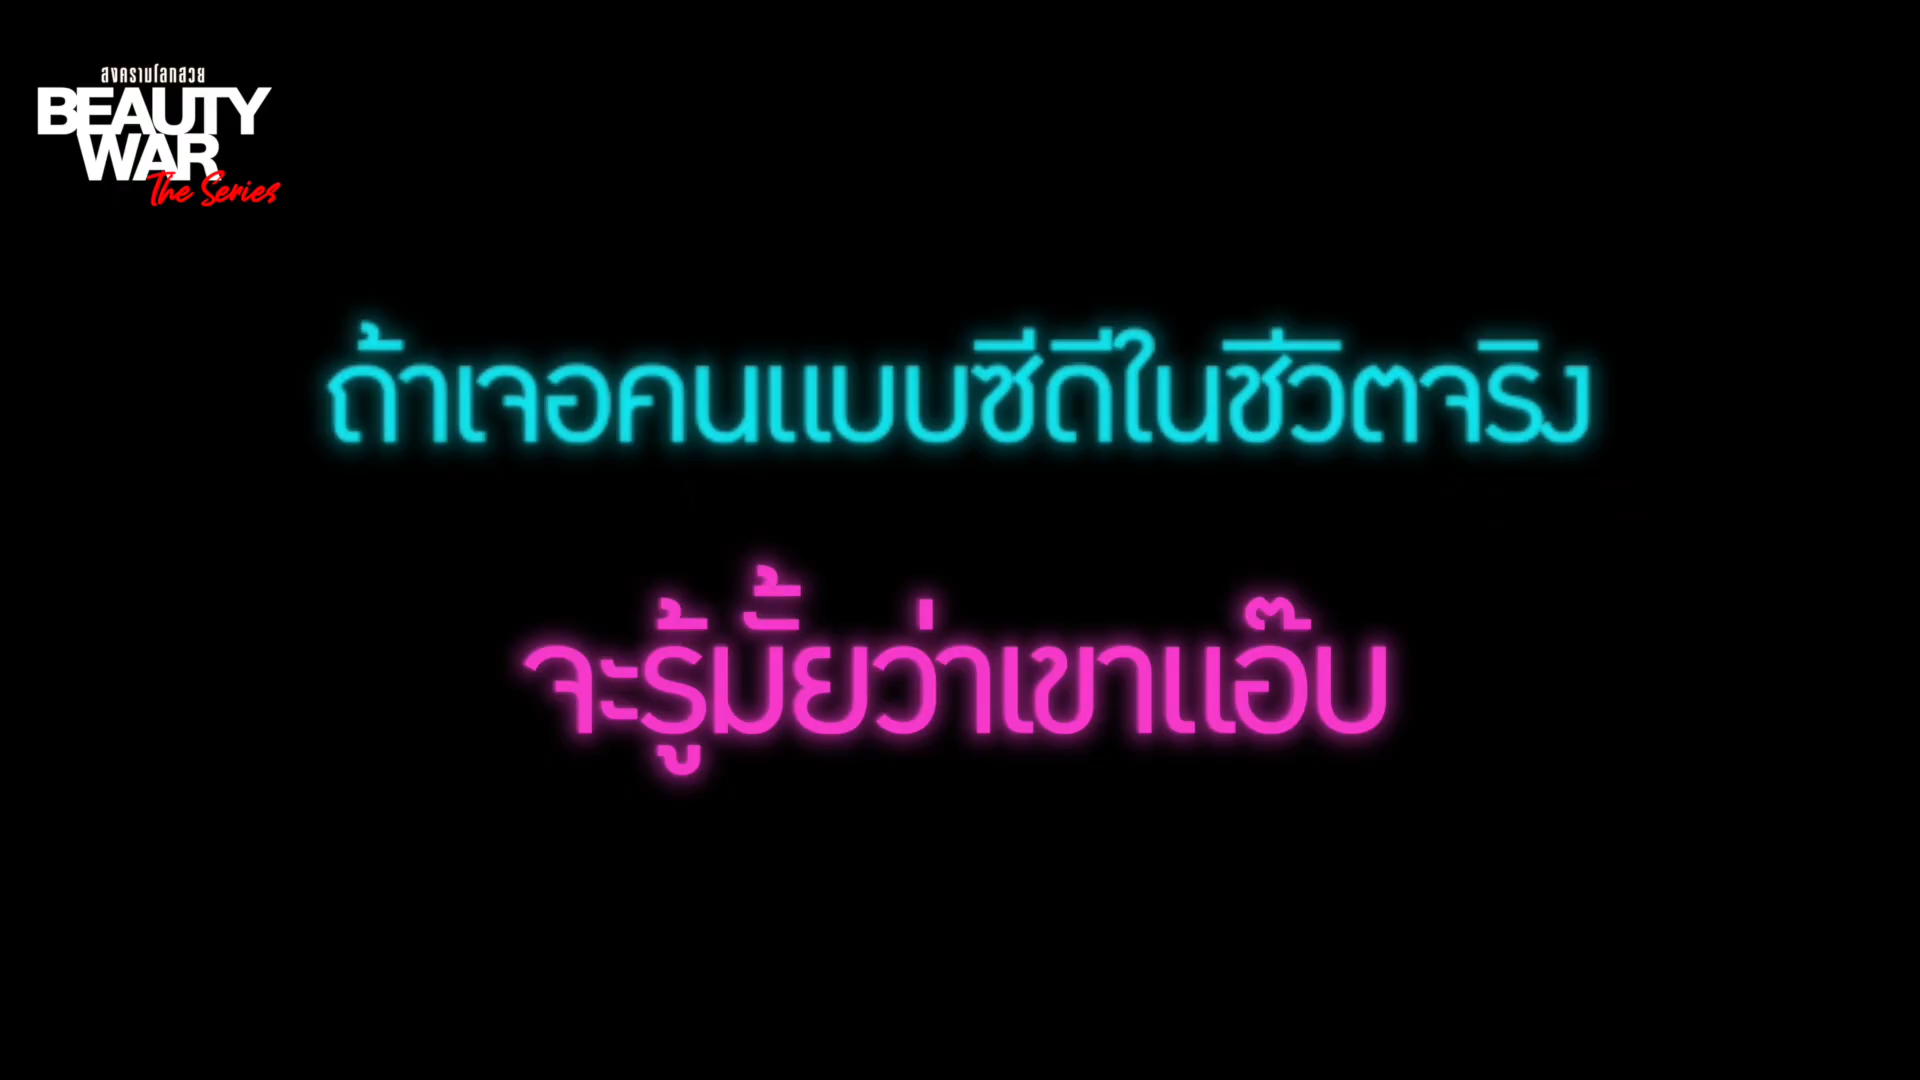 สงครามโลกสวย
BEAUTY
WAR
The Series
ถ้าเจอคนแบบซีดีในชีวิตจริง
จะรู้มั้ยว่าเขาแอ๊บ